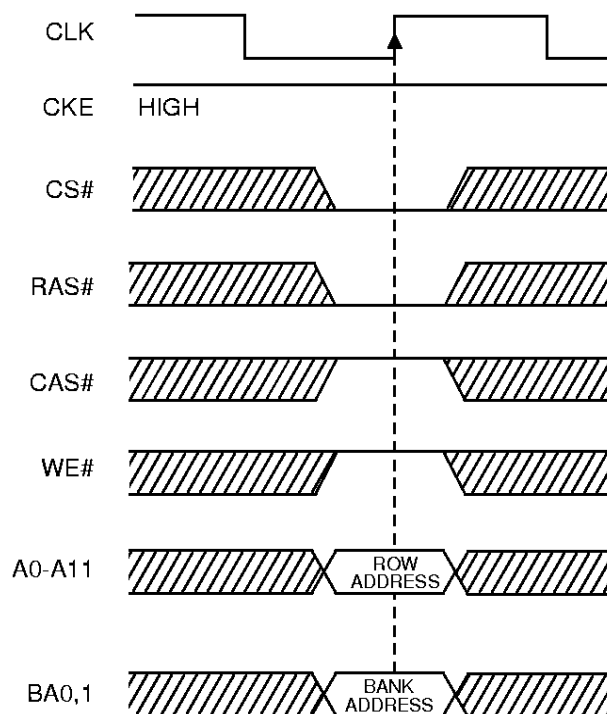 CLK
CKE HIGH
CS#
RAS#
CAS#
WE#
A0-A11 ROW
ADDRESS
BA0,1 BANK
ADDRESS